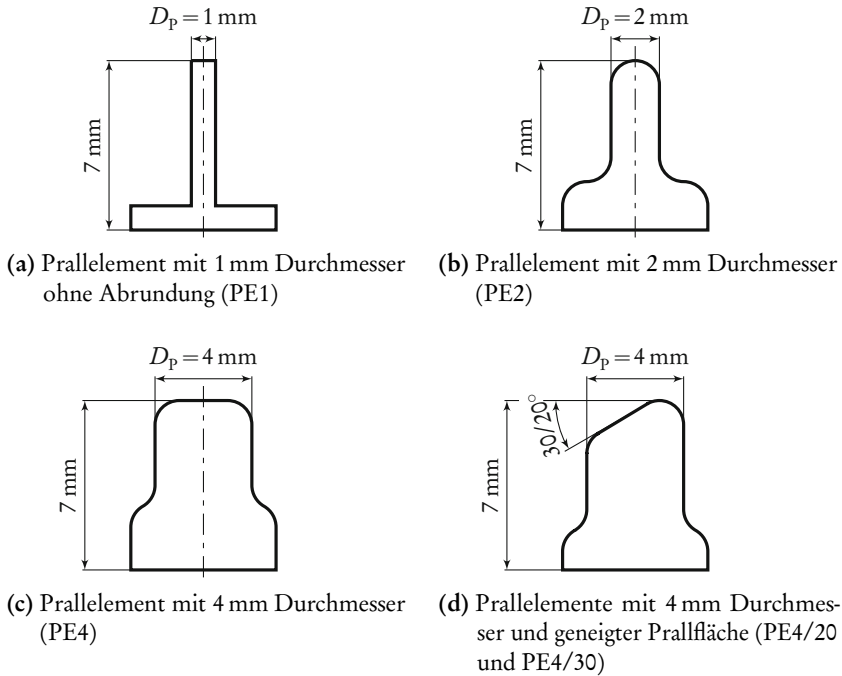 D_P = 1 mm
7 mm
(a) Prallelement mit 1 mm Durchmesser
ohne Abrundung (PE1)
D_P = 2 mm
7 mm
(b) Prallelement mit 2 mm Durchmesser
(PE2)
D_P = 4 mm
7 mm
(c) Prallelement mit 4 mm Durchmesser
(PE4)
D_P = 4 mm
30/20°
7 mm
(d) Prallelemente mit 4 mm Durchmes-
ser und geneigter Prallfläche (PE4/20
und PE4/30)